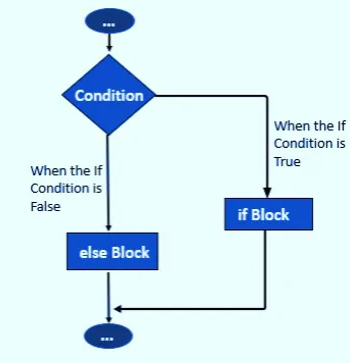 ...
Condition
When the If
Condition is
True
When the If
Condition is
False
if Block
else Block
...